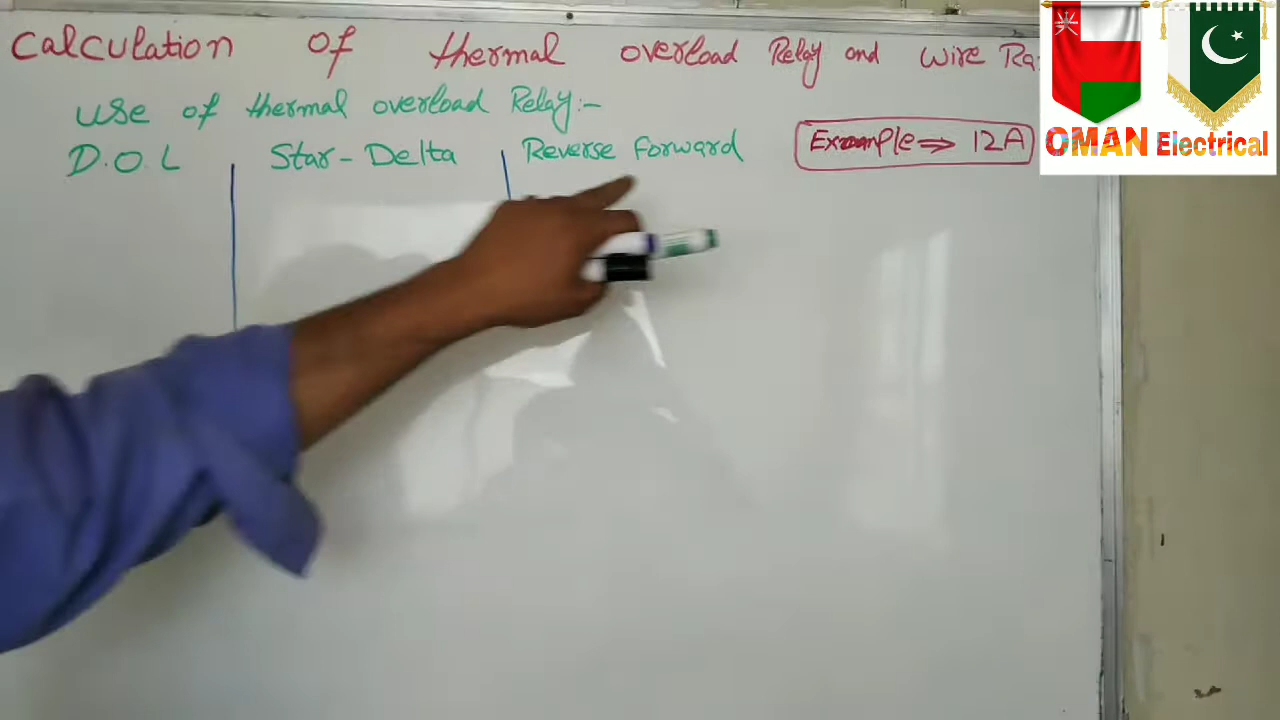 Calculation of thermal overload Relay and wire Ra
use of thermal overload Relay:-
D.O.L Star-Delta Reverse Forward
Example ⇒ 12A
OMAN Electrical